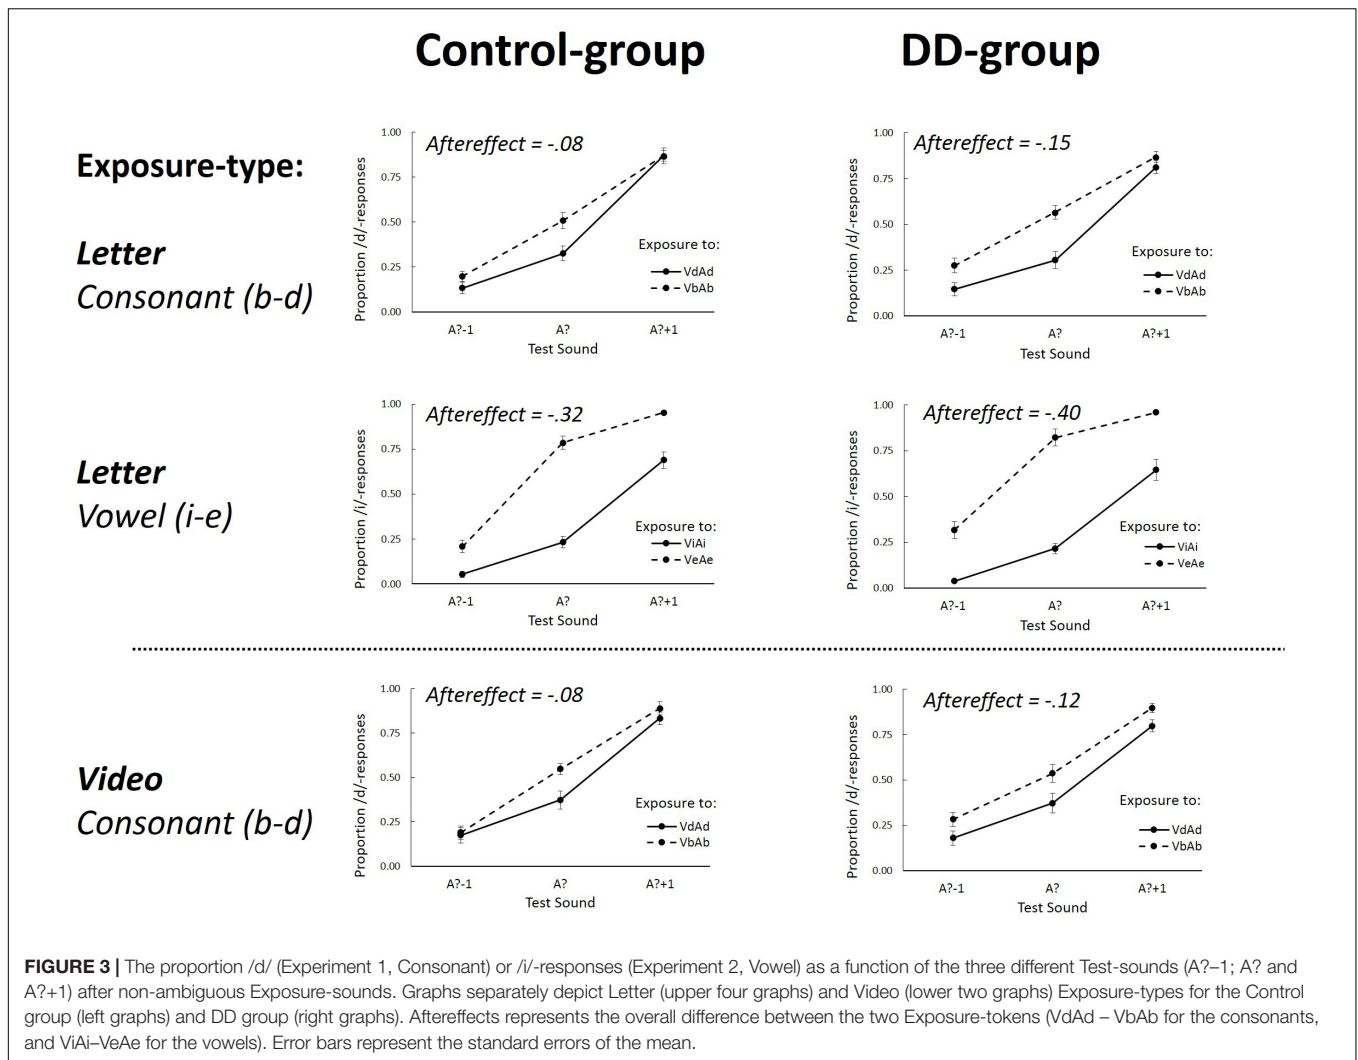 Control-group
DD-group
Exposure-type:
Letter
Consonant (b-d)
Aftereffect = -.08
Proportion /d/-responses
1.00
0.75
0.50
0.25
0.00
Exposure to:
VdAd
VbAb
A?-1 A? A?+1
Test Sound
Aftereffect = -.15
Proportion /d/-responses
1.00
0.75
0.50
0.25
0.00
Exposure to:
VdAd
VbAb
A?-1 A? A?+1
Test Sound
Letter
Vowel (i-e)
Aftereffect = -.32
Proportion /i/-responses
1.00
0.75
0.50
0.25
0.00
Exposure to:
ViAi
VeAe
A?-1 A? A?+1
Test Sound
Aftereffect = -.40
Proportion /i/-responses
1.00
0.75
0.50
0.25
0.00
Exposure to:
ViAi
VeAe
A?-1 A? A?+1
Test Sound
Video
Consonant (b-d)
Aftereffect = -.08
Proportion /d/-responses
1.00
0.75
0.50
0.25
0.00
Exposure to:
VdAd
VbAb
A?-1 A? A?+1
Test Sound
Aftereffect = -.12
Proportion /d/-responses
1.00
0.75
0.50
0.25
0.00
Exposure to:
VdAd
VbAb
A?-1 A? A?+1
Test Sound
FIGURE 3 | The proportion /d/ (Experiment 1, Consonant) or /i/-responses (Experiment 2, Vowel) as a function of the three different Test-sounds (A?–1; A? and
A?+1) after non-ambiguous Exposure-sounds. Graphs separately depict Letter (upper four graphs) and Video (lower two graphs) Exposure-types for the Control
group (left graphs) and DD group (right graphs). Aftereffects represents the overall difference between the two Exposure-tokens (VdAd – VbAb for the consonants,
and ViAi–VeAe for the vowels). Error bars represent the standard errors of the mean.